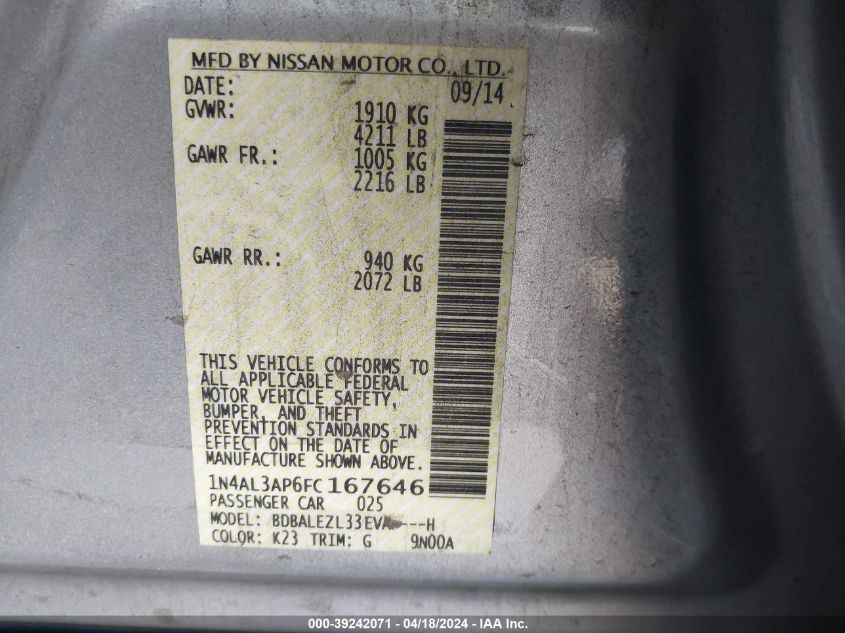 MFD BY NISSAN MOTOR CO., LTD.
DATE: 09/14
GVWR: 1910 KG
4211 LB
GAWR FR.: 1005 KG
2216 LB
GAWR RR.: 940 KG
2072 LB
THIS VEHICLE CONFORMS TO
ALL APPLICABLE FEDERAL
MOTOR VEHICLE SAFETY,
BUMPER, AND THEFT
PREVENTION STANDARDS IN
EFFECT ON THE DATE OF
MANUFACTURE SHOWN ABOVE.
1N4AL3AP6FC167646
PASSENGER CAR 025
MODEL: BDBALEZL33EVA----H
COLOR: K23 TRIM: G 9N00A
000-39242071 - 04/18/2024 - IAA Inc.